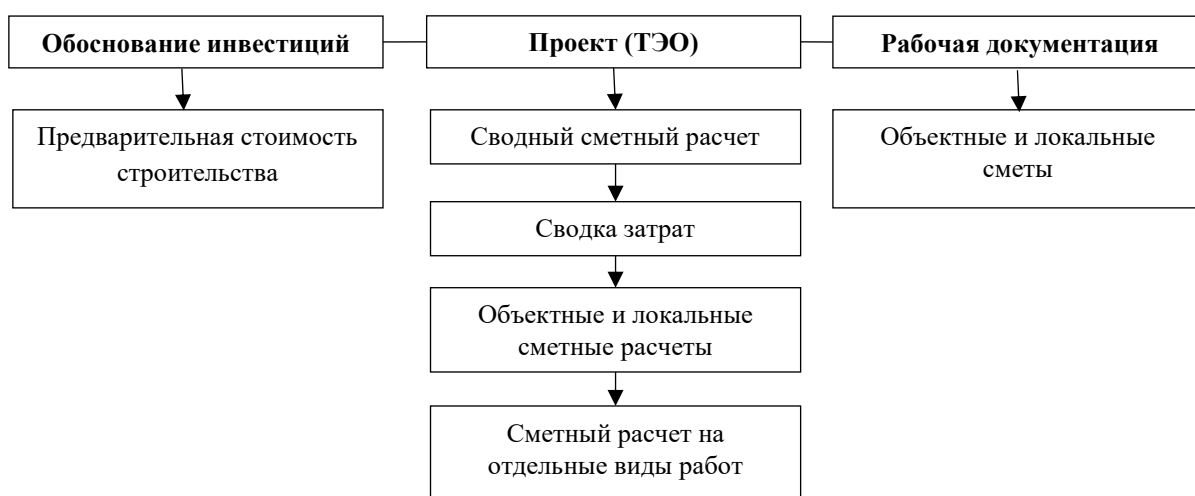 Обоснование инвестиций
Проект (ТЭО)
Рабочая документация
Предварительная стоимость
строительства
Сводный сметный расчет
Сводка затрат
Объектные и локальные
сметные расчеты
Сметный расчет на
отдельные виды работ
Объектные и локальные
сметы